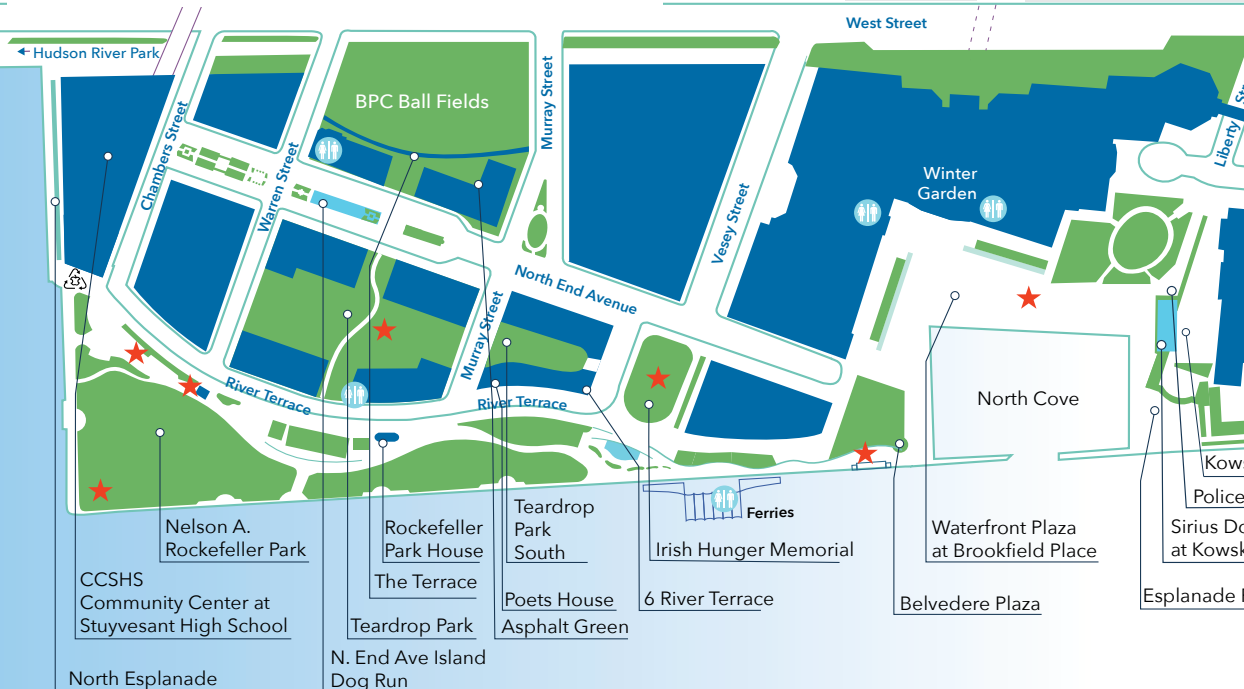 West Street
Hudson River Park
BPC Ball Fields
Murray Street
Chambers Street
Warren Street
Vesey Street
Liberty
Winter
Garden
North End Avenue
Murray Street
River Terrace
River Terrace
North Cove
Ferries
Nelson A.
Rockefeller Park
CCSHS
Community Center at
Stuyvesant High School
North Esplanade
Rockefeller
Park House
The Terrace
Teardrop Park
N. End Ave Island
Dog Run
Teardrop
Park
South
Poets House
Asphalt Green
Irish Hunger Memorial
6 River Terrace
Waterfront Plaza
at Brookfield Place
Belvedere Plaza
Kows
Police
Sirius Do
at Kowsk
Esplanade